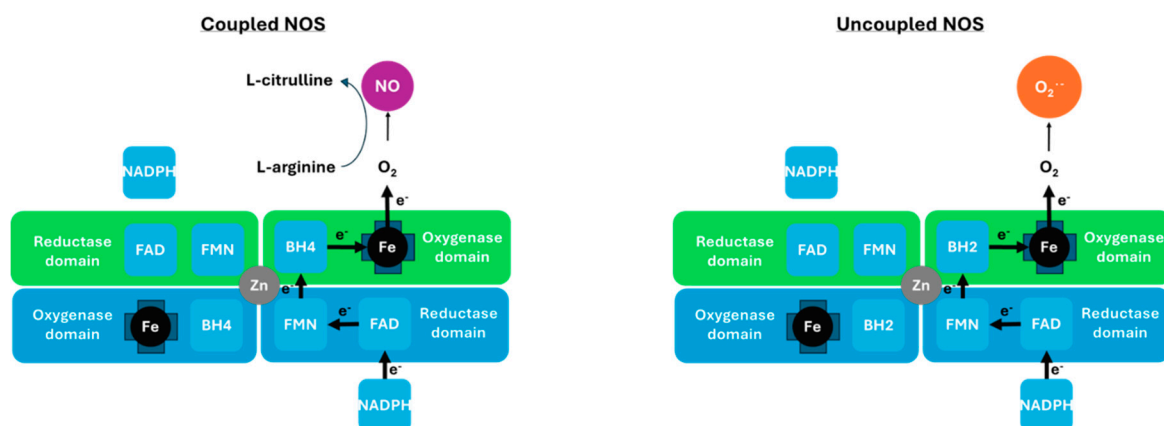 Coupled NOS
L-citrulline
NO
L-arginine
O₂
NADPH
e⁻
Reductase
domain
FAD
FMN
BH4
e⁻
Fe
Oxygenase
domain
Zn
e⁻
Oxygenase
domain
Fe
BH4
FMN
e⁻
FAD
Reductase
domain
e⁻
NADPH
Uncoupled NOS
O₂·⁻
O₂
NADPH
e⁻
Reductase
domain
FAD
FMN
BH2
e⁻
Fe
Oxygenase
domain
Zn
e⁻
Oxygenase
domain
Fe
BH2
FMN
e⁻
FAD
Reductase
domain
e⁻
NADPH